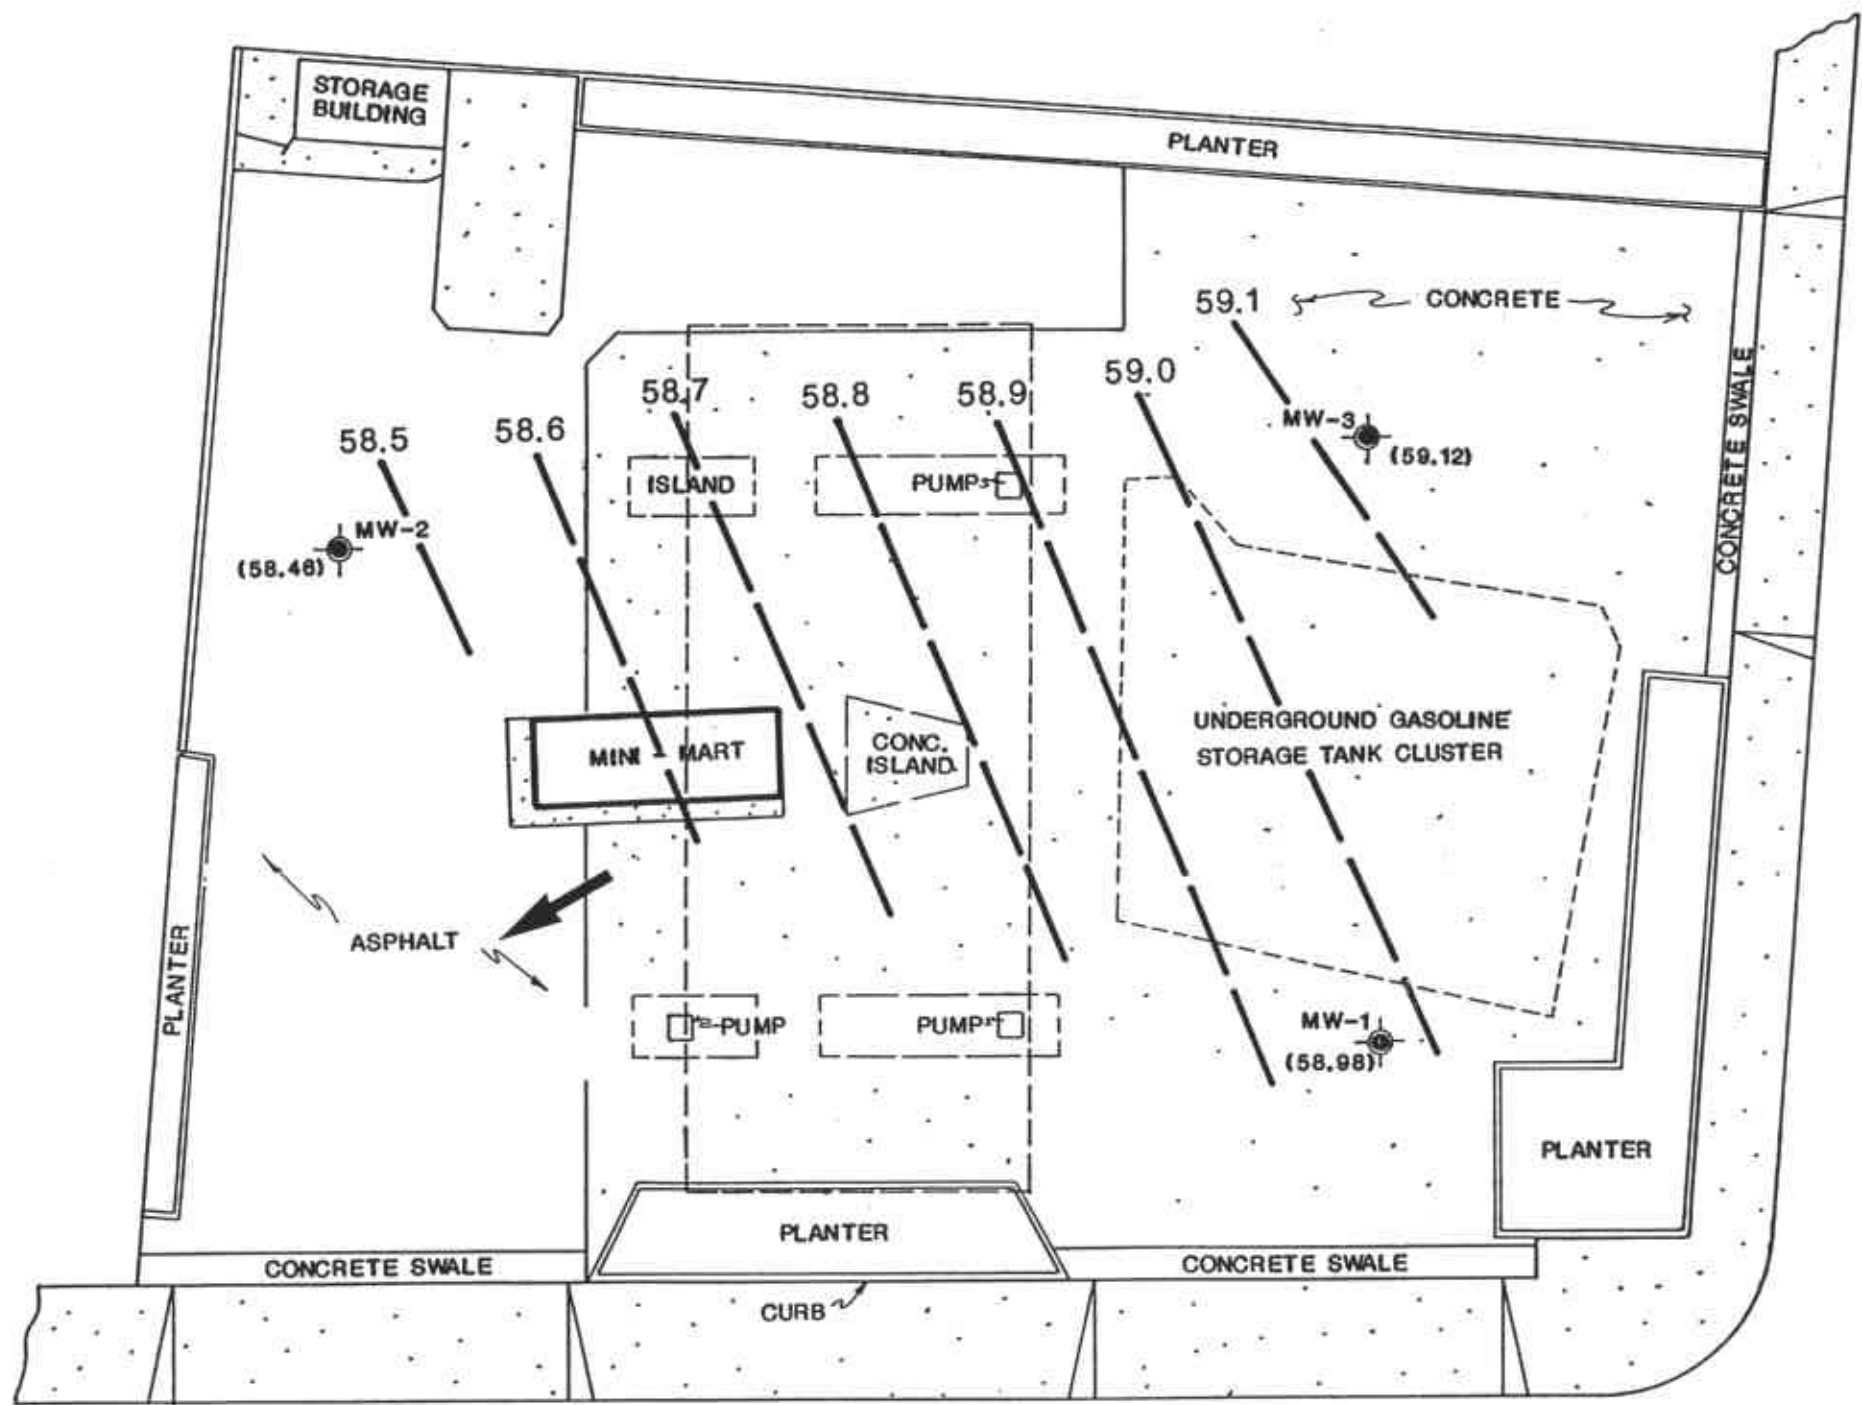 STORAGE
BUILDING
PLANTER
59.1
CONCRETE
59.0
58.7
58.8
58.9
58.5
58.6
MW-3
(59.12)
CONCRETE SWALE
ISLAND
PUMPS
MW-2
(58.46)
UNDERGROUND GASOLINE
STORAGE TANK CLUSTER
MINI - MART
CONC.
ISLAND
ASPHALT
PLANTER
PUMP
PUMPS
MW-1
(58.98)
PLANTER
PLANTER
CONCRETE SWALE
CONCRETE SWALE
CURB